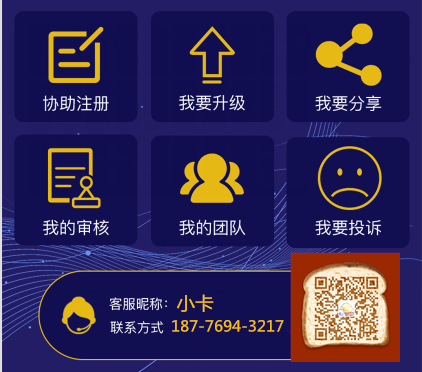 协助注册
我要升级
我要分享
我的审核
我的团队
我要投诉
客服昵称: 小卡
联系方式 187-7694-3217